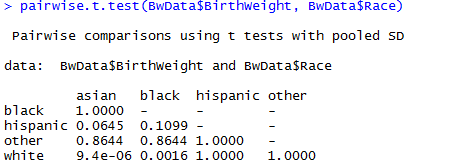 > pairwise.t.test(BwData$BirthWeight, BwData$Race)
Pairwise comparisons using t tests with pooled SD
data:  BwData$BirthWeight and BwData$Race
         asian   black  hispanic other
black    1.0000  -      -        -
hispanic 0.0645  0.1099 -        -
other    0.8644  0.8644 1.0000   -
white    9.4e-06 0.0016 1.0000   1.0000